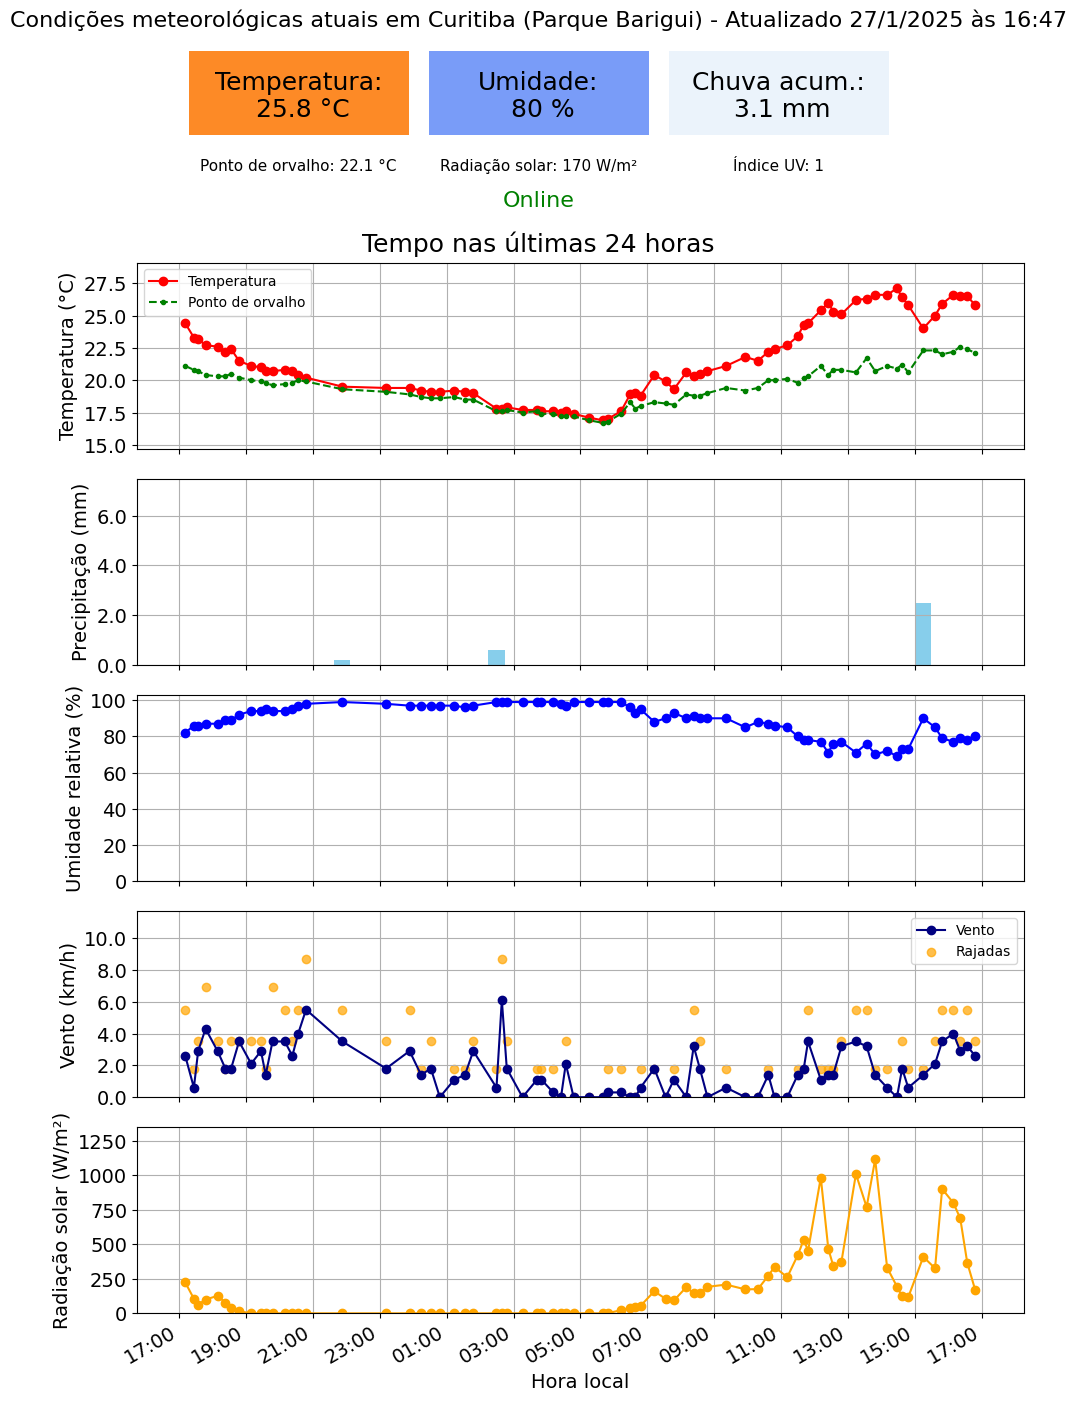 Condições meteorológicas atuais em Curitiba (Parque Barigui) - Atualizado 27/1/2025 às 16:47
Temperatura:
25.8 °C
Umidade:
80 %
Chuva acum.:
3.1 mm
Ponto de orvalho: 22.1 °C
Radiação solar: 170 W/m²
Índice UV: 1
Online
Tempo nas últimas 24 horas
Temperatura (°C)
27.5
25.0
22.5
20.0
17.5
15.0
Temperatura
Ponto de orvalho
Precipitação (mm)
6.0
4.0
2.0
0.0
Umidade relativa (%)
100
80
60
40
20
0
Vento (km/h)
10.0
8.0
6.0
4.0
2.0
0.0
Vento
Rajadas
Radiação solar (W/m²)
1250
1000
750
500
250
0
17:00
19:00
21:00
23:00
01:00
03:00
05:00
07:00
09:00
11:00
13:00
15:00
17:00
Hora local